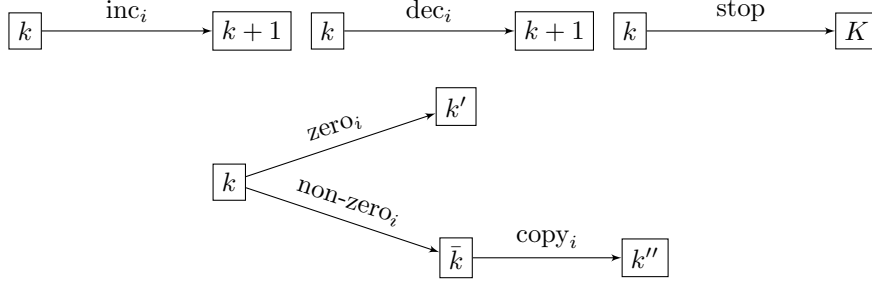 k inc_i k + 1 k dec_i k + 1 k stop K
zero_i k′
k
non-zero_i
k̄ copy_i k′′